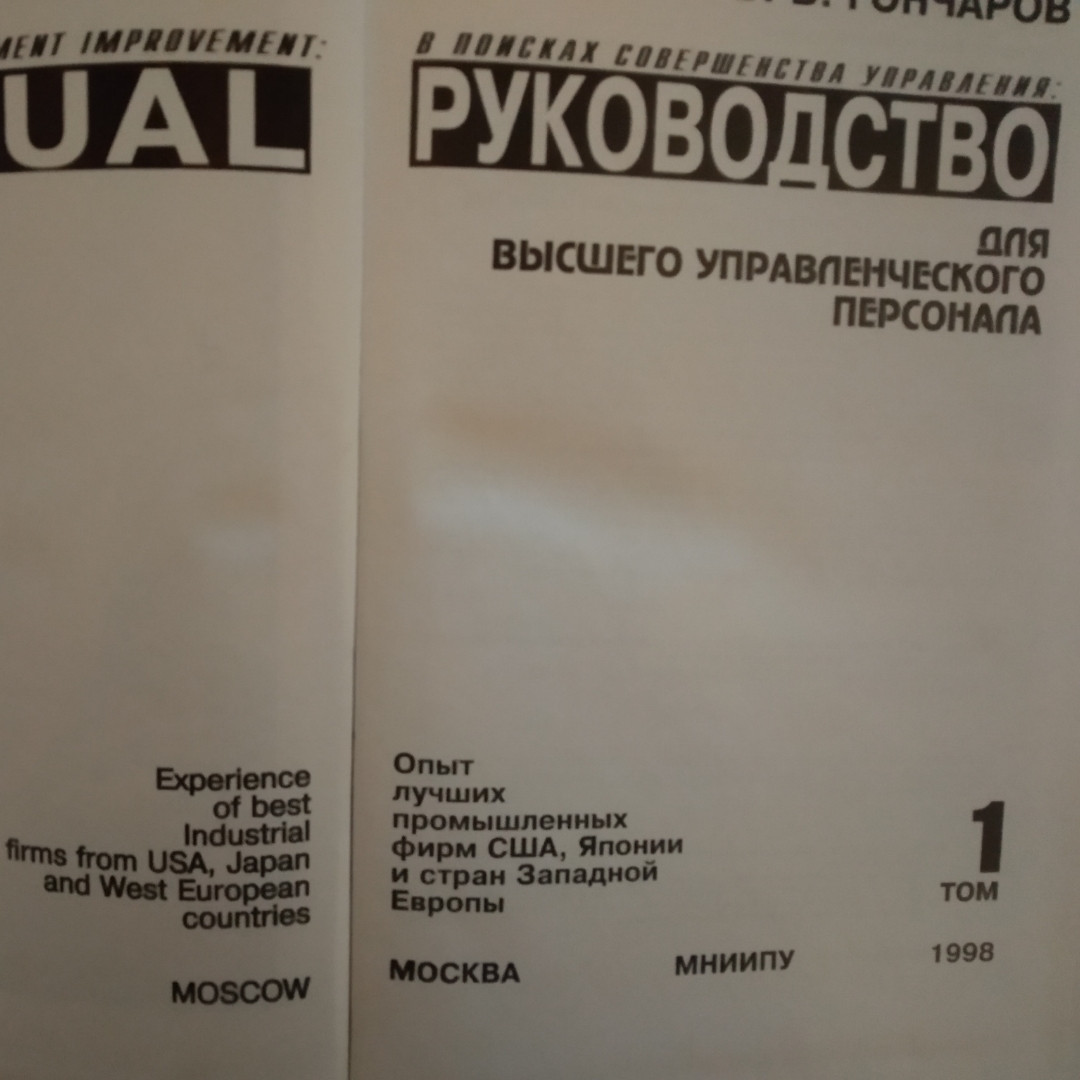 MENT IMPROVEMENT:
UAL
Experience
of best
Industrial
firms from USA, Japan
and West European
countries
MOSCOW
ГОНЧАРОВ
В ПОИСКАХ СОВЕРШЕНСТВА УПРАВЛЕНИЯ:
РУКОВОДСТВО
ДЛЯ
ВЫСШЕГО УПРАВЛЕНЧЕСКОГО
ПЕРСОНАЛА
Опыт
лучших
промышленных
фирм США, Японии
и стран Западной
Европы
1
ТОМ
МОСКВА МНИИПУ 1998